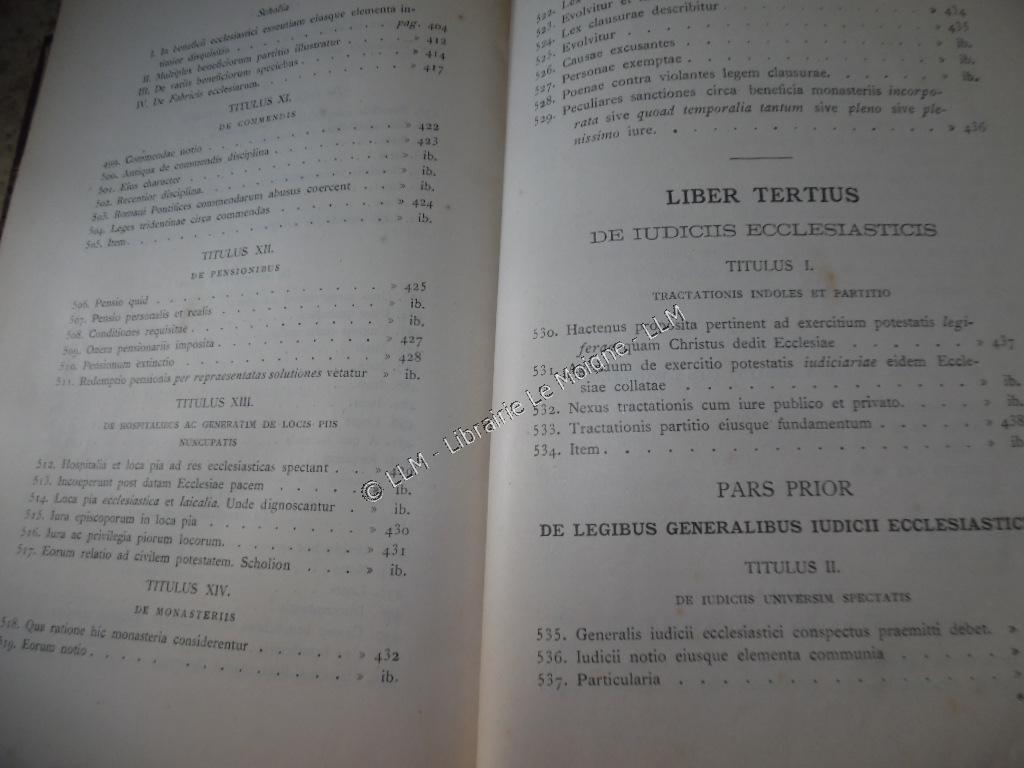 Scholia
I. In beneficii ecclesiastici essentiam eiusque elementa in-
timior disquisitio . . . . . . . pag. 404
II. Multiplex beneficiorum partitio illustratur . . . » 412
III. De variis beneficiorum speciebus . . . . . » 414
IV. De Fabricis ecclesiarum. . . . . . . » 417
TITULUS XI.
DE COMMENDIS
499. Commendae notio . . . . . . . » 422
500. Antiqua de commendis disciplina . . . . » 423
501. Eius character . . . . . . . » ib.
502. Recentior disciplina. . . . . . . » ib.
503. Romani Pontifices commendarum abusus coercent . . » ib.
504. Leges tridentinae circa commendas . . . . » 424
505. Item. . . . . . . . . » ib.
TITULUS XII.
DE PENSIONIBUS
506. Pensio quid . . . . . . . » 425
507. Pensio personalis et realis . . . . . » ib.
508. Conditiones requisitae . . . . . . » ib.
509. Onera pensionariis imposita . . . . . » 427
510. Pensionum extinctio . . . . . . » 428
511. Redemptio pensionis per repraesentatas solutiones vetatur » ib.
TITULUS XIII.
DE HOSPITALIBUS AC GENERATIM DE LOCIS PIIS
NUNCUPATIS
512. Hospitalia et loca pia ad res ecclesiasticas spectant . . »
513. Incoeperunt post datam Ecclesiae pacem . . . ib.
514. Loca pia ecclesiastica et laicalia. Unde dignoscantur . » ib.
515. Iura episcoporum in loca pia . . . . . » 430
516. Iura ac privilegia piorum locorum. . . . . » 431
517. Eorum relatio ad civilem potestatem. Scholion . . . » ib.
TITULUS XIV.
DE MONASTERIIS
518. Qua ratione hic monasteria considerentur . . . . » 432
519. Eorum notio . . . . . . . . » ib.
522. Lex
523. Evolvitur et
524. Lex clausurae describitur . . . . . » 434
525. Evolvitur . . . . . . . 435
526. Causae excusantes . . . . . . » ib.
527. Personae exemptae . . . . . . » ib.
528. Poenae contra violantes legem clausurae. . . . » ib.
529. Peculiares sanctiones circa beneficia monasteriis incorpo-
rata sive quoad temporalia tantum sive pleno sive ple-
nissimo iure. . . . . . . . » 436
LIBER TERTIUS
DE IUDICIIS ECCLESIASTICIS
TITULUS I.
TRACTATIONIS INDOLES ET PARTITIO
530. Hactenus proposita pertinent ad exercitium potestatis legi-
ferae quam Christus dedit Ecclesiae . . . . » 437
531. de exercitio potestatis iudiciariae eidem Eccle-
siae collatae . . . . . . . » ib.
532. Nexus tractationis cum iure publico et privato. . . » ib.
533. Tractationis partitio eiusque fundamentum . . . » 438
534. Item. . . . . . . . . » ib
PARS PRIOR
DE LEGIBUS GENERALIBUS IUDICII ECCLESIASTICI
TITULUS II.
DE IUDICIIS UNIVERSIM SPECTATIS
535. Generalis iudicii ecclesiastici conspectus praemitti debet. »
536. Iudicii notio eiusque elementa communia . . . . »
537. Particularia . . . . . . . . »
© LLM - Librairie Le Moigne - LLM